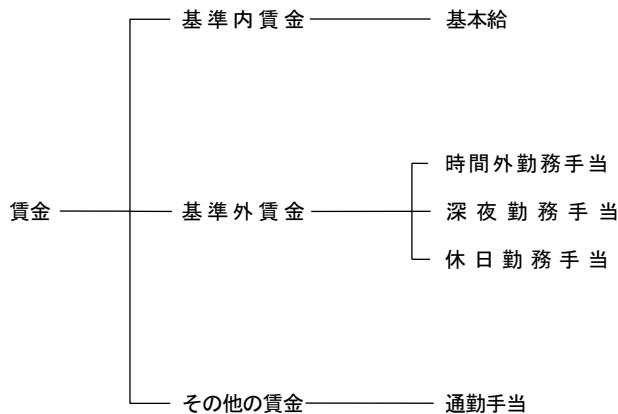 基準内賃金 基本給
時間外勤務手当
賃金 基準外賃金 深夜勤務手当
休日勤務手当
その他の賃金 通勤手当